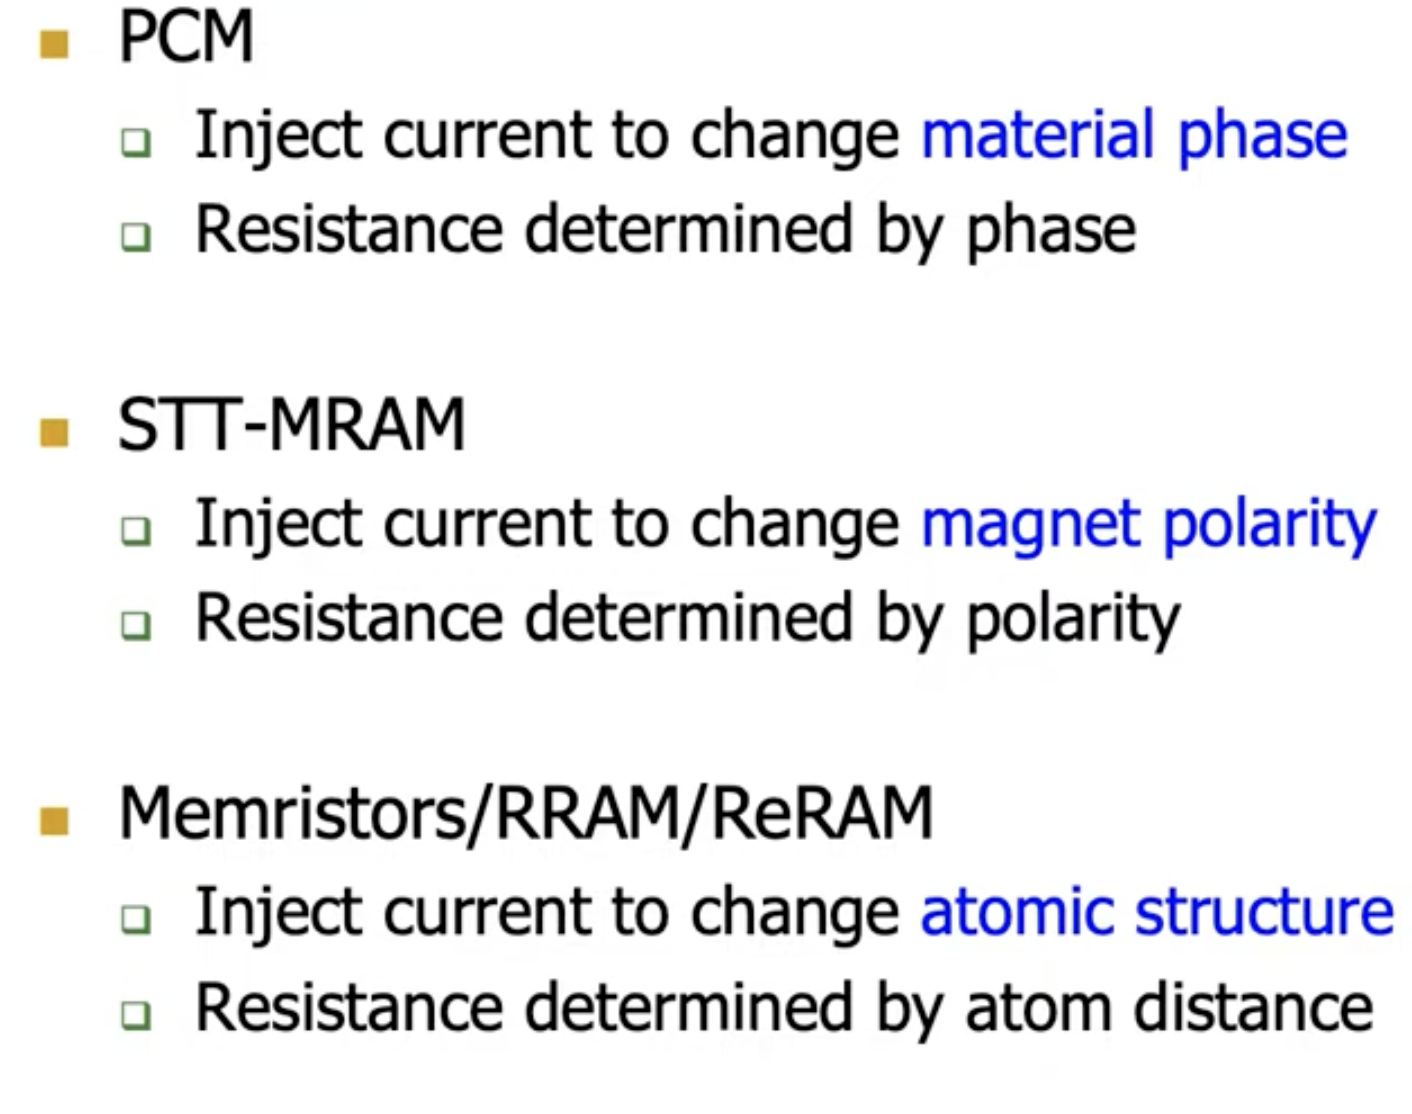 PCM
Inject current to change material phase
Resistance determined by phase
STT-MRAM
Inject current to change magnet polarity
Resistance determined by polarity
Memristors/RRAM/ReRAM
Inject current to change atomic structure
Resistance determined by atom distance